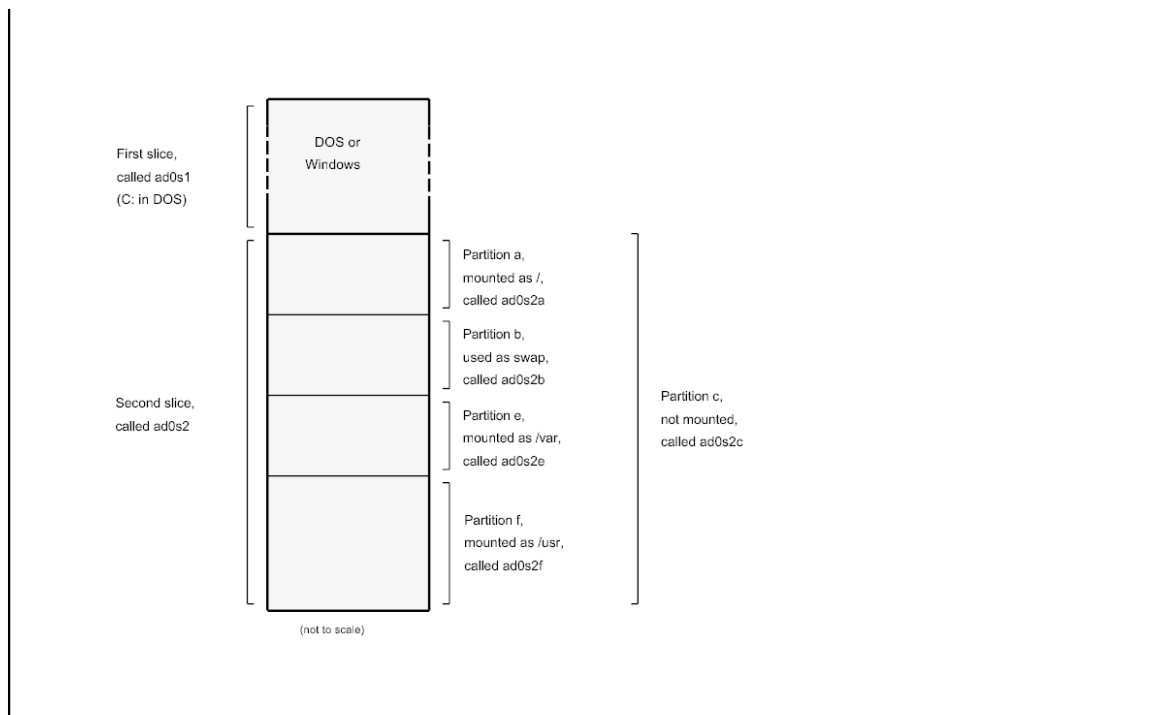 DOS or
Windows
First slice,
called ad0s1
(C: in DOS)
Partition a,
mounted as /,
called ad0s2a
Partition b,
used as swap,
called ad0s2b
Second slice,
called ad0s2
Partition e,
mounted as /var,
called ad0s2e
Partition c,
not mounted,
called ad0s2c
Partition f,
mounted as /usr,
called ad0s2f
(not to scale)